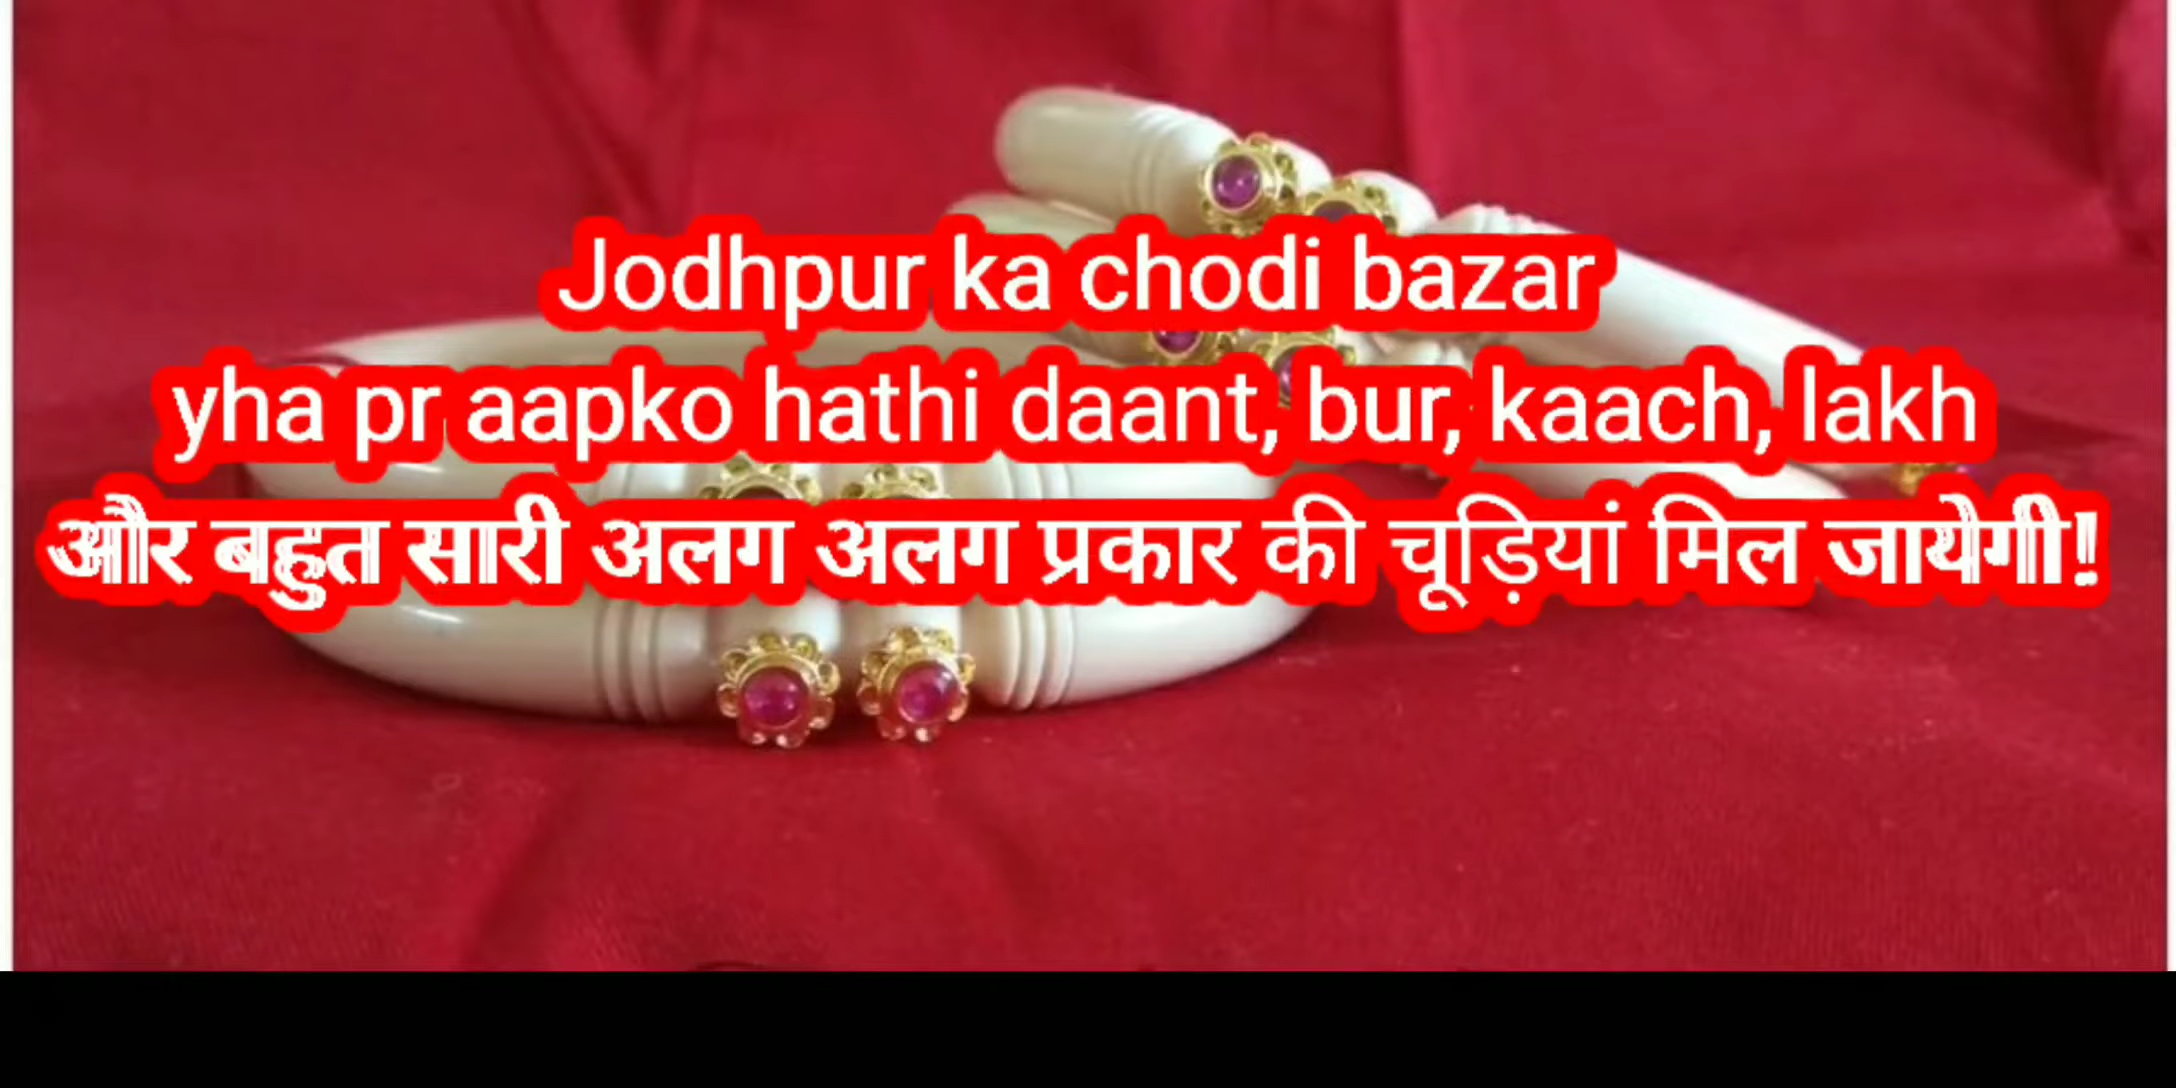 Jodhpur ka chodi bazar
yha pr aapko hathi daant, bur, kaach, lakh
और बहुत सारी अलग अलग प्रकार की चूड़ियां मिल जायेगी!